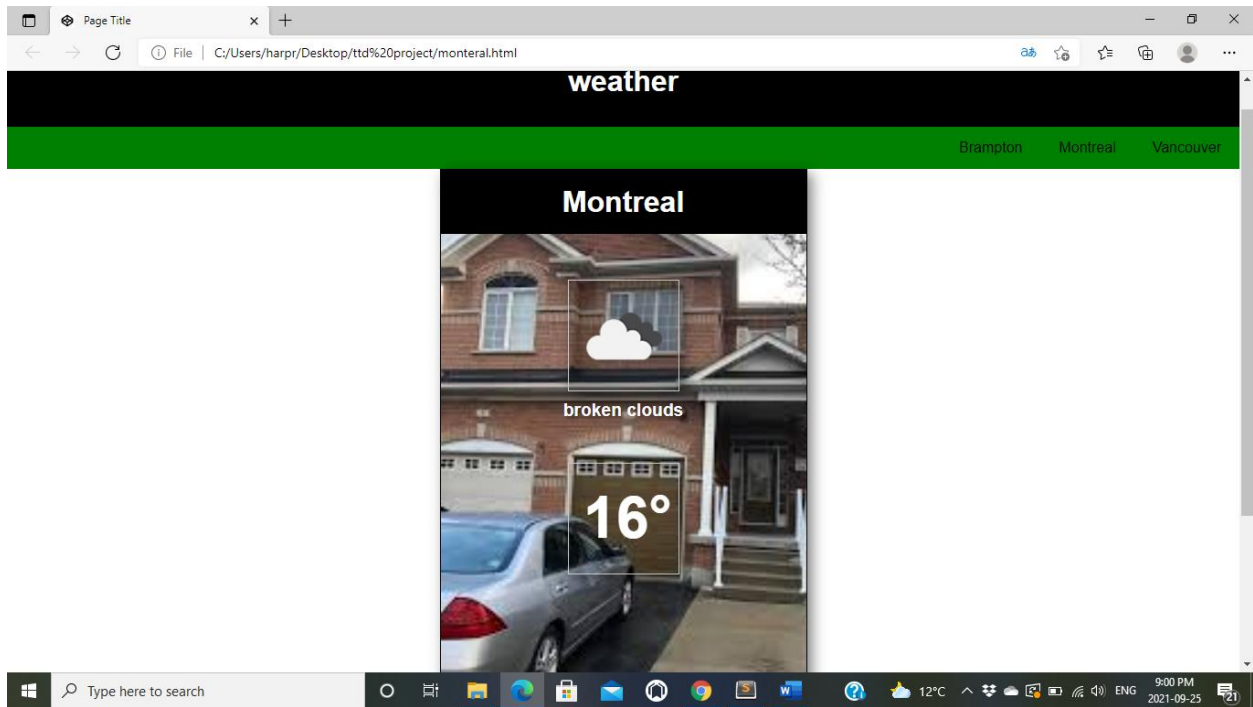 Page Title
File | C:/Users/harpr/Desktop/ttd%20project/monteral.html
weather
Brampton Montreal Vancouver
Montreal
broken clouds
16°
Type here to search
12°C ENG 9:00 PM
2021-09-25
21